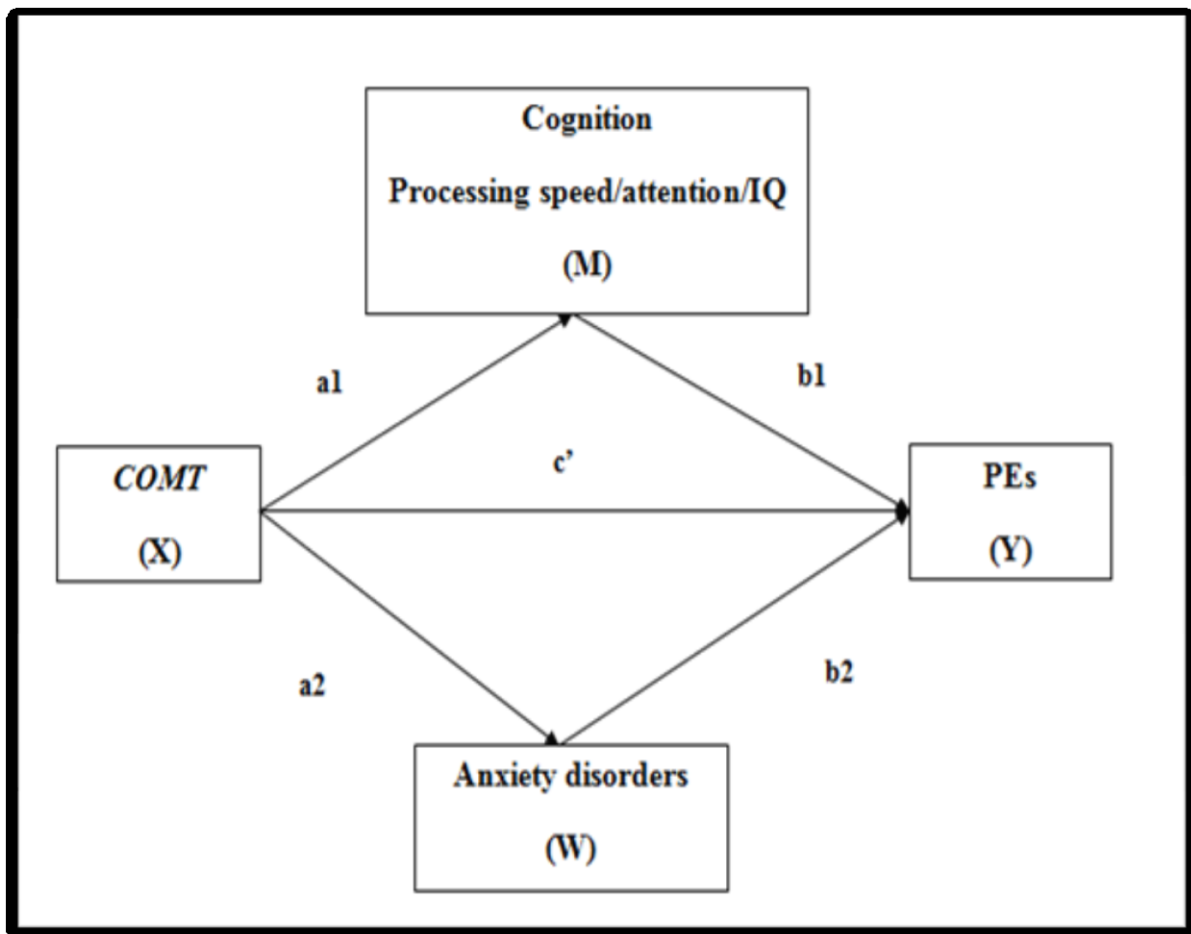 Cognition
Processing speed/attention/IQ
(M)
a1
b1
c’
COMT
(X)
PEs
(Y)
a2
b2
Anxiety disorders
(W)